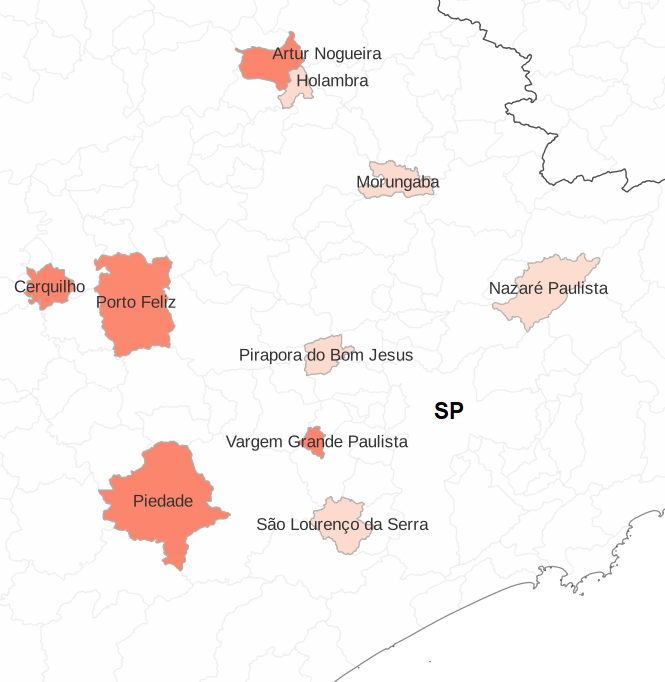 Artur Nogueira
Holambra
Morungaba
Cerquilho
Porto Feliz
Nazaré Paulista
Pirapora do Bom Jesus
SP
Vargem Grande Paulista
Piedade
São Lourenço da Serra